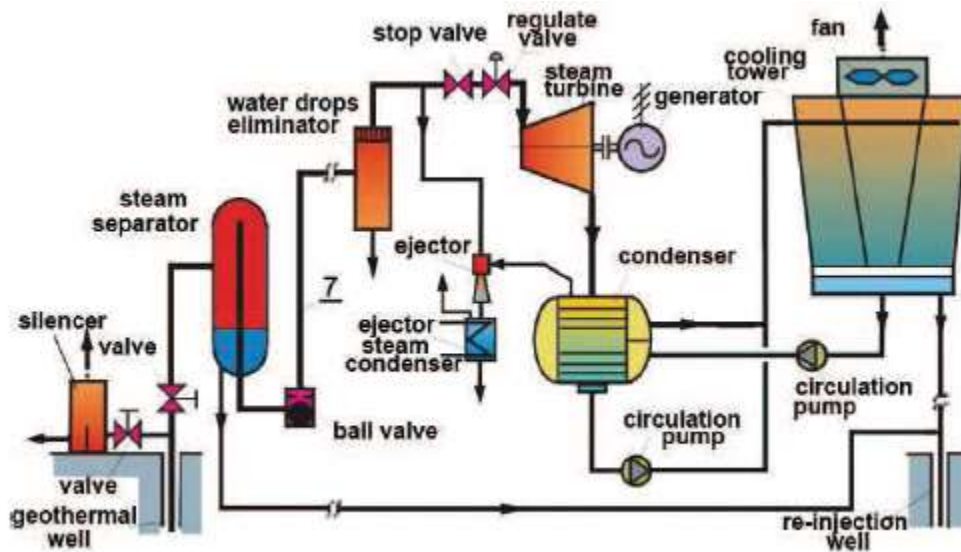 stop valve
regulate
valve
fan
cooling
tower
steam
turbine
generator
water drops
eliminator
steam
separator
ejector
condenser
7
silencer
valve
ejector
steam
condenser
circulation
pump
ball valve
circulation
pump
valve
geothermal
well
re-injection
well